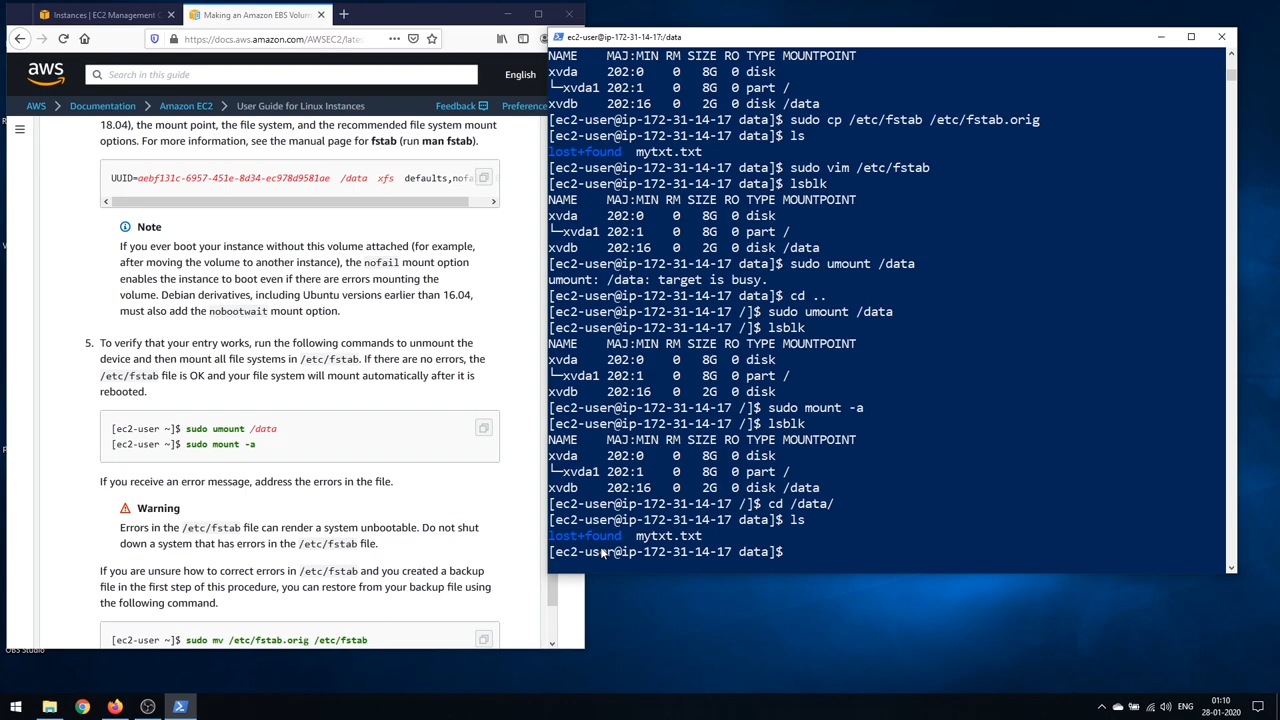 Instances | EC2 Management C
Making an Amazon EBS Volum
https://docs.aws.amazon.com/AWSEC2/late
aws
Search in this guide
English
AWS
Documentation
Amazon EC2
User Guide for Linux Instances
Feedback
Preference
18.04), the mount point, the file system, and the recommended file system mount
options. For more information, see the manual page for fstab (run man fstab).
UUID=aebf131c-6957-451e-8d34-ec978d9581ae /data xfs defaults,nofa
Note
If you ever boot your instance without this volume attached (for example,
after moving the volume to another instance), the nofail mount option
enables the instance to boot even if there are errors mounting the
volume. Debian derivatives, including Ubuntu versions earlier than 16.04,
must also add the nobootwait mount option.
5. To verify that your entry works, run the following commands to unmount the
device and then mount all file systems in /etc/fstab. If there are no errors, the
/etc/fstab file is OK and your file system will mount automatically after it is
rebooted.
[ec2-user ~]$ sudo umount /data
[ec2-user ~]$ sudo mount -a
If you receive an error message, address the errors in the file.
Warning
Errors in the /etc/fstab file can render a system unbootable. Do not shut
down a system that has errors in the /etc/fstab file.
If you are unsure how to correct errors in /etc/fstab and you created a backup
file in the first step of this procedure, you can restore from your backup file using
the following command.
[ec2-user ~]$ sudo mv /etc/fstab.orig /etc/fstab
ec2-user@ip-172-31-14-17:/data
NAME    MAJ:MIN RM SIZE RO TYPE MOUNTPOINT
xvda    202:0    0   8G  0 disk
└─xvda1 202:1    0   8G  0 part /
xvdb    202:16   0   2G  0 disk /data
[ec2-user@ip-172-31-14-17 data]$ sudo cp /etc/fstab /etc/fstab.orig
[ec2-user@ip-172-31-14-17 data]$ ls
lost+found  mytxt.txt
[ec2-user@ip-172-31-14-17 data]$ sudo vim /etc/fstab
[ec2-user@ip-172-31-14-17 data]$ lsblk
NAME    MAJ:MIN RM SIZE RO TYPE MOUNTPOINT
xvda    202:0    0   8G  0 disk
└─xvda1 202:1    0   8G  0 part /
xvdb    202:16   0   2G  0 disk /data
[ec2-user@ip-172-31-14-17 data]$ sudo umount /data
umount: /data: target is busy.
[ec2-user@ip-172-31-14-17 data]$ cd ..
[ec2-user@ip-172-31-14-17 /]$ sudo umount /data
[ec2-user@ip-172-31-14-17 /]$ lsblk
NAME    MAJ:MIN RM SIZE RO TYPE MOUNTPOINT
xvda    202:0    0   8G  0 disk
└─xvda1 202:1    0   8G  0 part /
xvdb    202:16   0   2G  0 disk
[ec2-user@ip-172-31-14-17 /]$ sudo mount -a
[ec2-user@ip-172-31-14-17 /]$ lsblk
NAME    MAJ:MIN RM SIZE RO TYPE MOUNTPOINT
xvda    202:0    0   8G  0 disk
└─xvda1 202:1    0   8G  0 part /
xvdb    202:16   0   2G  0 disk /data
[ec2-user@ip-172-31-14-17 /]$ cd /data/
[ec2-user@ip-172-31-14-17 data]$ ls
lost+found  mytxt.txt
[ec2-user@ip-172-31-14-17 data]$
OBS Studio
ENG
01:10
28-01-2020